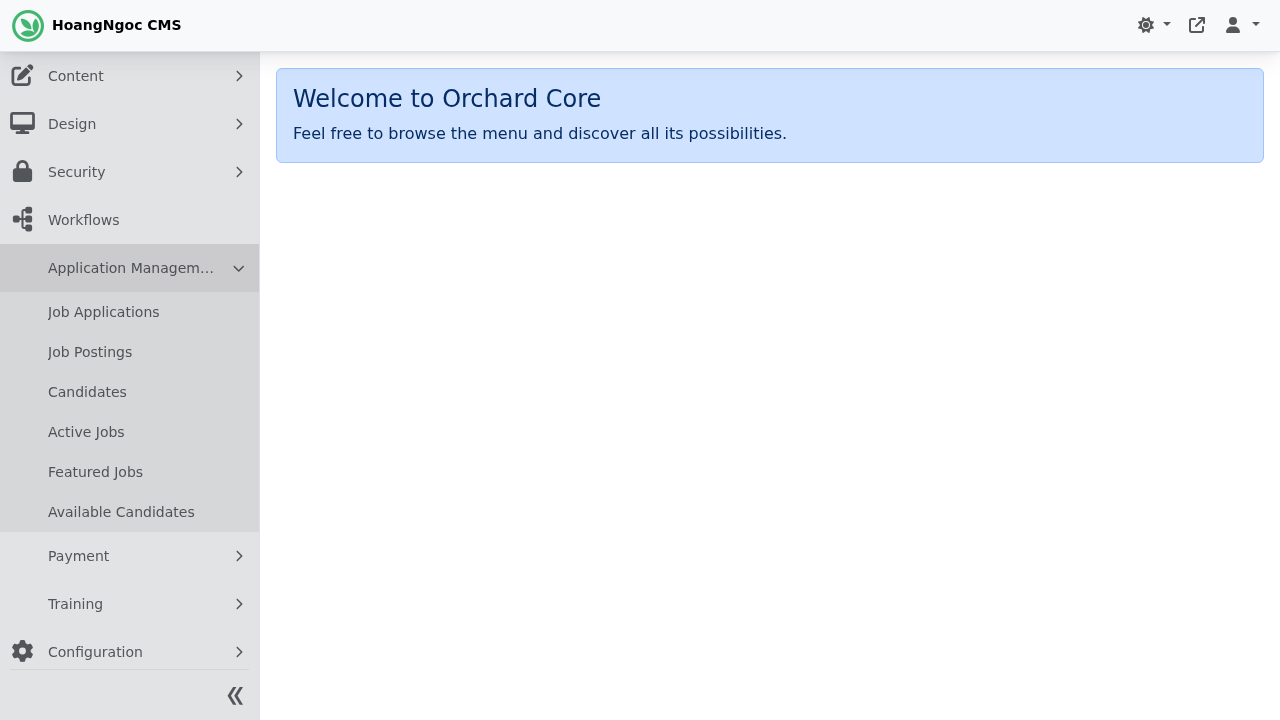 HoangNgoc CMS
Content
Design
Security
Workflows
Application Managem...
Job Applications
Job Postings
Candidates
Active Jobs
Featured Jobs
Available Candidates
Payment
Training
Configuration
Welcome to Orchard Core
Feel free to browse the menu and discover all its possibilities.